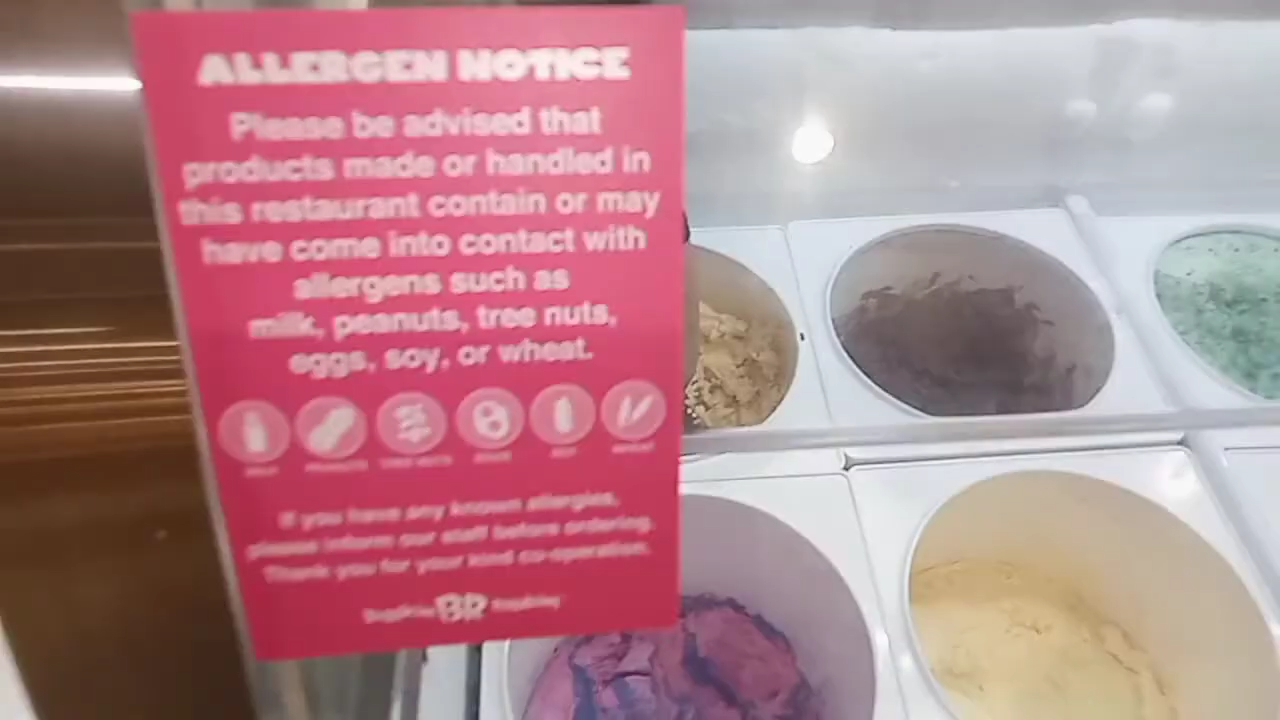 ALLERGEN NOTICE
Please be advised that
products made or handled in
this restaurant contain or may
have come into contact with
allergens such as
milk, peanuts, tree nuts,
eggs, soy, or wheat.
If you have any known allergies,
please inform our staff before ordering.
Thank you for your kind co-operation.
BR